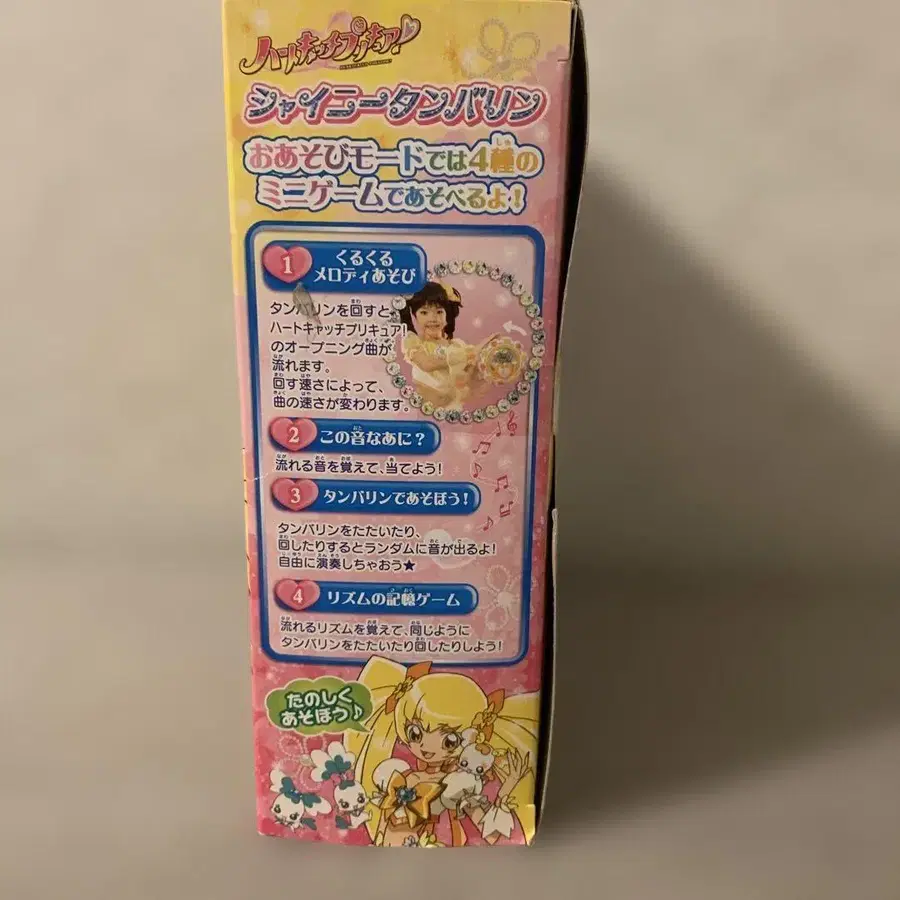 ハートキャッチプリキュア!
シャイニータンバリン
おあそびモードでは4種の
ミニゲームであそべるよ!
1 くるくる
メロディあそび
タンバリンを回すと、
ハートキャッチプリキュア!
のオープニング曲が
流れます。
回す速さによって、
曲の速さが変わります。
2 この音なあに?
流れる音を覚えて、当てよう!
3 タンバリンであそぼう!
タンバリンをたたいたり、
回したりするとランダムに音が出るよ!
自由に演奏しちゃおう★
4 リズムの記憶ゲーム
流れるリズムを覚えて、同じように
タンバリンをたたいたり回したりしよう!
たのしく
あそぼう♪